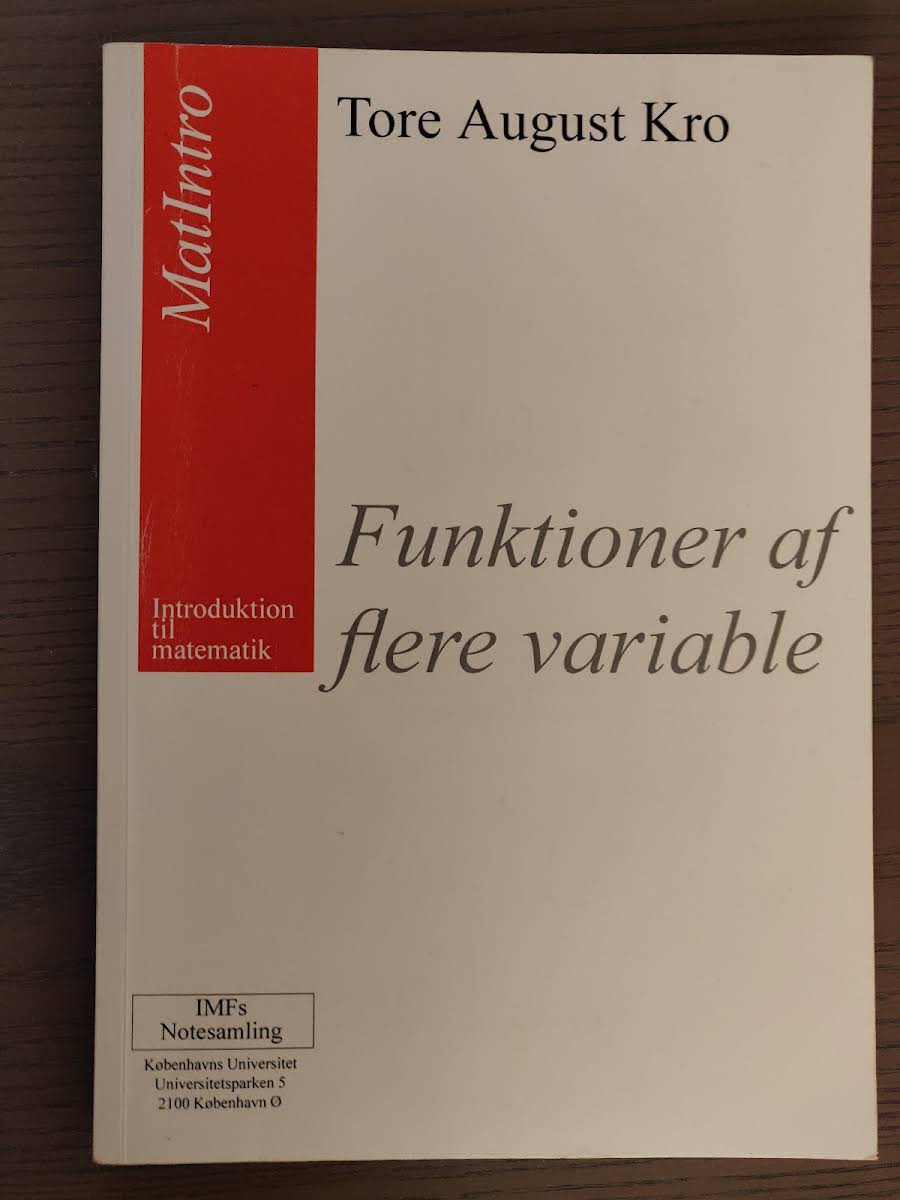 MatIntro
Tore August Kro
Funktioner af
flere variable
Introduktion
til
matematik
IMFs
Notesamling
Københavns Universitet
Universitetsparken 5
2100 København Ø